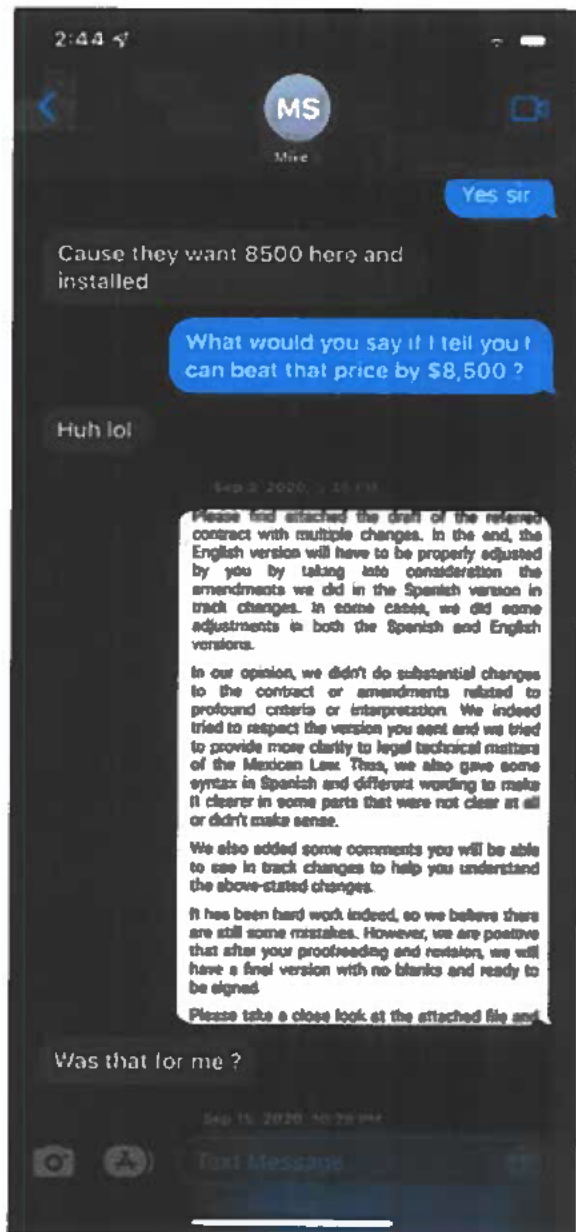 2:44
MS
Mike
Yes sir
Cause they want 8500 here and
installed
What would you say if I tell you I
can beat that price by $8,500 ?
Huh lol
Sep 2020, PM
Please find attached the draft of the referred
contract with multiple changes. In the end, the
English version will have to be properly adjusted
by you by taking into consideration the
amendments we did in the Spanish version in
track changes. In some cases, we did some
adjustments in both the Spanish and English
versions.
In our opinion, we didn't do substantial changes
to the contract or amendments related to
profound criteria or interpretation. We indeed
tried to respect the version you sent and we tried
to provide more clarity to legal technical matters
of the Mexican Law. Thus, we also gave some
syntax in Spanish and different wording to make
it clearer in some parts that were not clear at all
or didn't make sense.
We also added some comments you will be able
to see in track changes to help you understand
the above-stated changes.
It has been hard work indeed, so we believe there
are still some mistakes. However, we are positive
that after your proofreading and revision, we will
have a final version with no blanks and ready to
be signed
Please take a close look at the attached file and
Was that for me ?
Sep 15, 2020, PM
Text Message